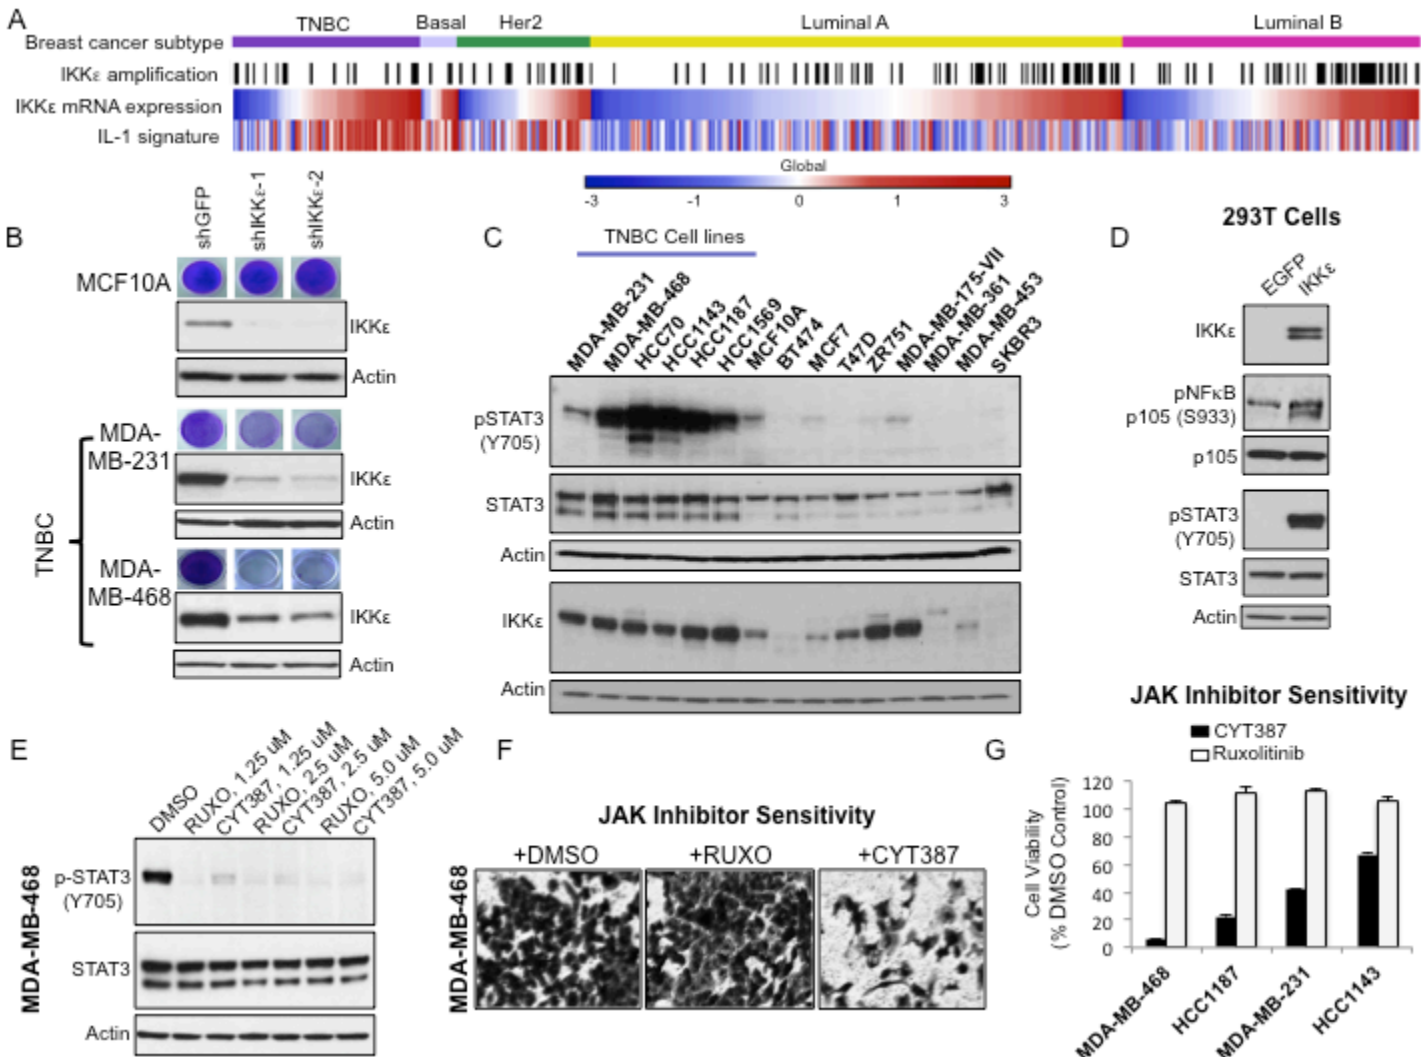 A
TNBC Basal Her2 Luminal A Luminal B
Breast cancer subtype
IKKε amplification
IKKε mRNA expression
IL-1 signature
Global
-3 -1 0 1 3
B
shGFP
shIKKε-1
shIKKε-2
MCF10A
IKKε
Actin
TNBC
MDA-
MB-231
IKKε
Actin
MDA-
MB-468
IKKε
Actin
C
TNBC Cell lines
MDA-MB-231
MDA-MB-468
HCC70
HCC1143
HCC1187
HCC1569
MCF10A
BT474
MCF7
T47D
ZR751
MDA-MB-175-VII
MDA-MB-361
MDA-MB-453
SKBR3
pSTAT3
(Y705)
STAT3
Actin
IKKε
Actin
D
293T Cells
EGFP
IKKε
IKKε
pNFκB
p105 (S933)
p105
pSTAT3
(Y705)
STAT3
Actin
E
DMSO
RUXO, 1.25 uM
CYT387, 1.25 uM
RUXO, 2.5 uM
CYT387, 2.5 uM
RUXO, 5.0 uM
CYT387, 5.0 uM
MDA-MB-468
p-STAT3
(Y705)
STAT3
Actin
F
JAK Inhibitor Sensitivity
+DMSO +RUXO +CYT387
MDA-MB-468
G
JAK Inhibitor Sensitivity
CYT387
Ruxolitinib
Cell Viability
(% DMSO Control)
120
100
80
60
40
20
0
MDA-MB-468
HCC1187
MDA-MB-231
HCC1143